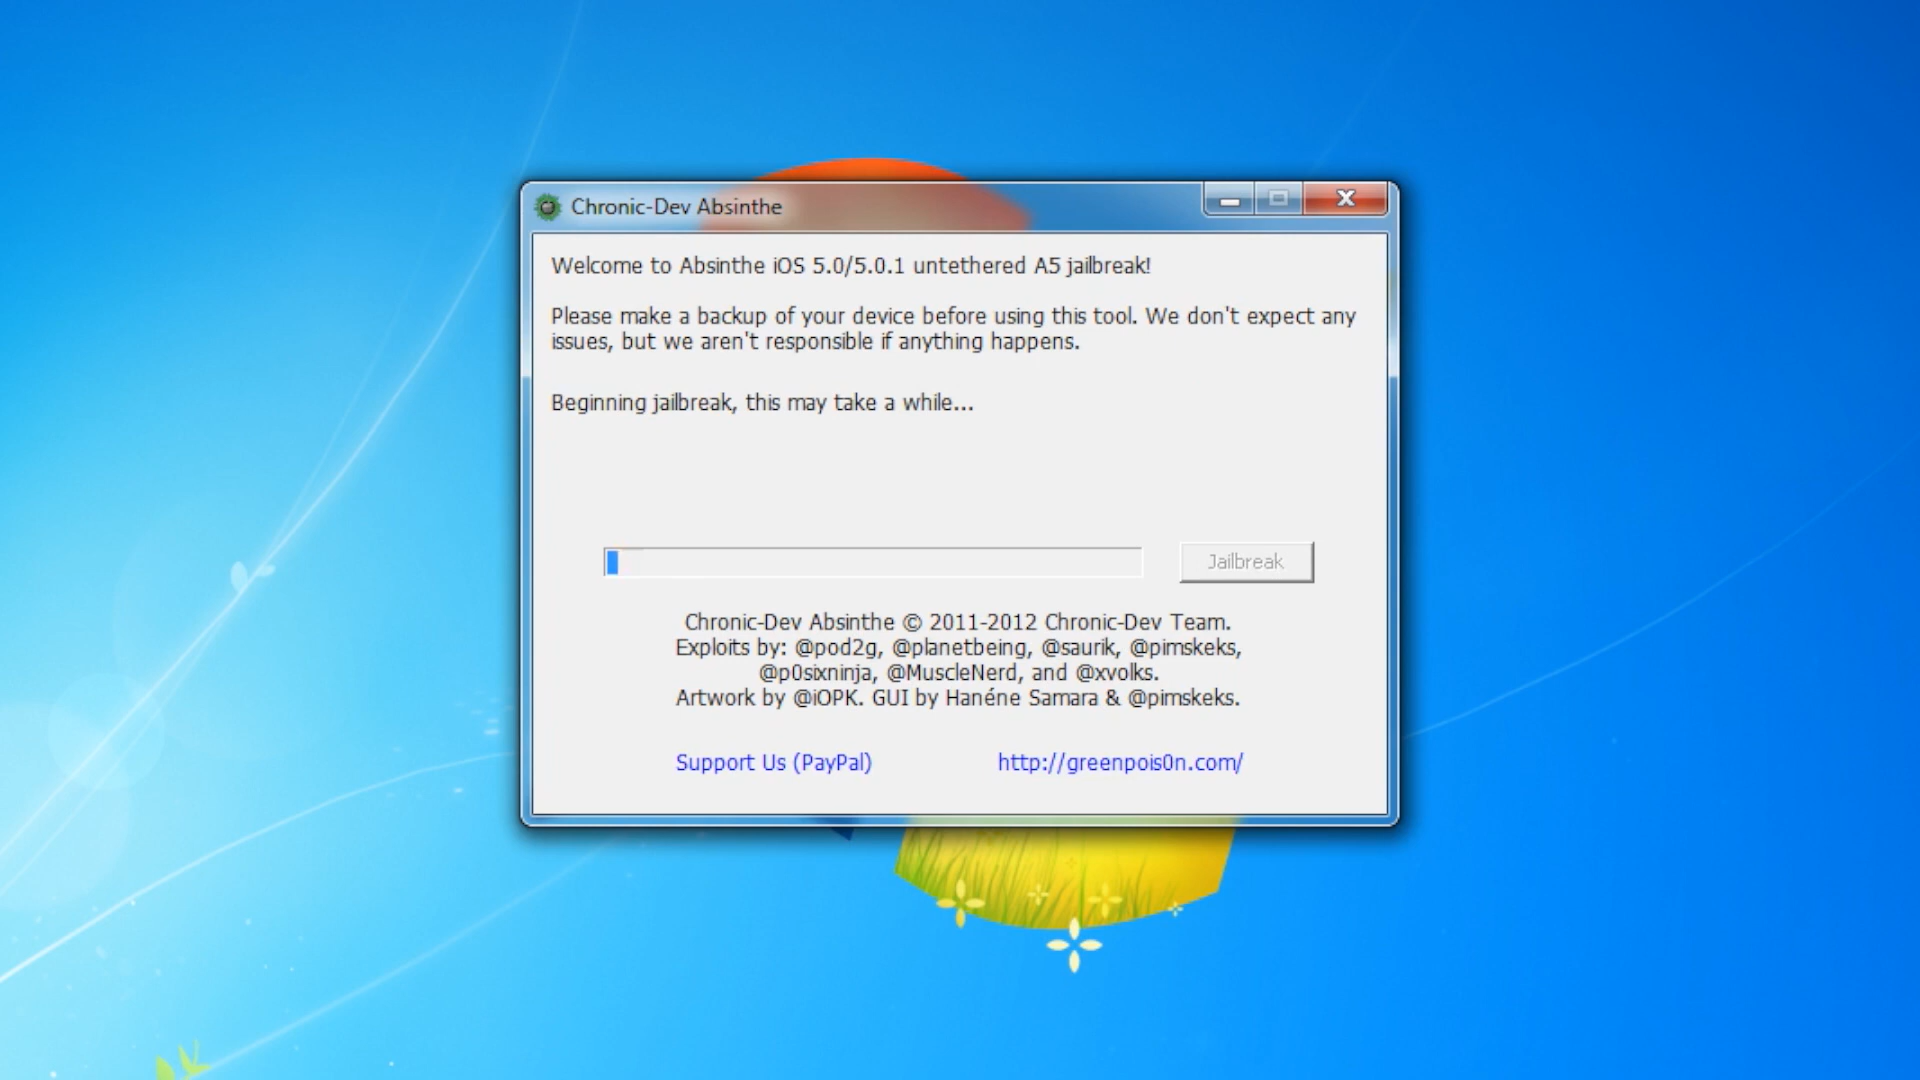 Chronic-Dev Absinthe
Welcome to Absinthe iOS 5.0/5.0.1 untethered A5 jailbreak!
Please make a backup of your device before using this tool. We don't expect any
issues, but we aren't responsible if anything happens.
Beginning jailbreak, this may take a while...
Jailbreak
Chronic-Dev Absinthe © 2011-2012 Chronic-Dev Team.
Exploits by: @pod2g, @planetbeing, @saurik, @pimskeks,
@p0sixninja, @MuscleNerd, and @xvolks.
Artwork by @iOPK. GUI by Hanéne Samara & @pimskeks.
Support Us (PayPal)
http://greenpois0n.com/